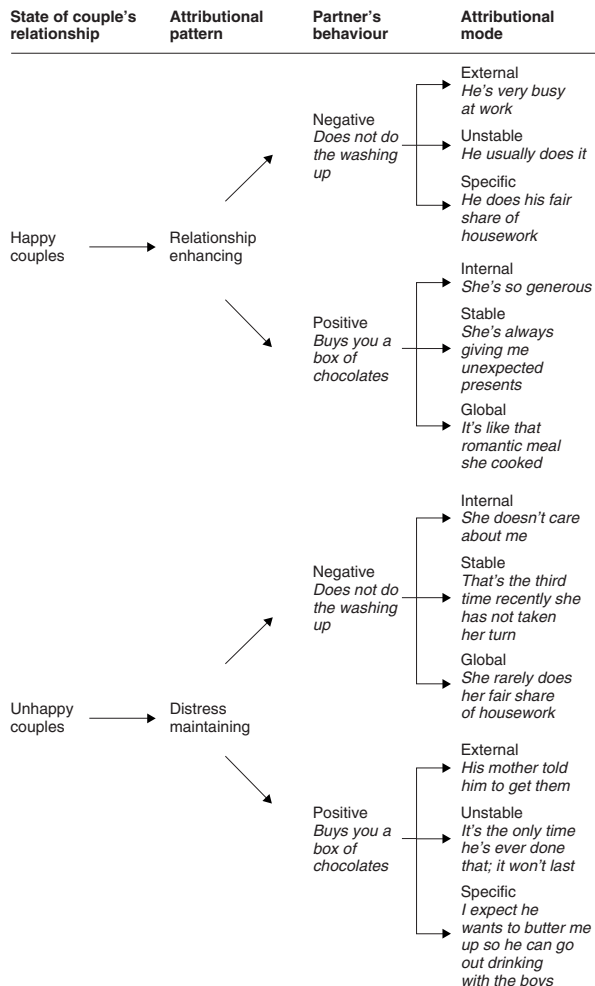 State of couple's
relationship
Attributional
pattern
Partner's
behaviour
Attributional
mode
Happy
couples
Relationship
enhancing
Negative
Does not do
the washing
up
External
He's very busy
at work
Unstable
He usually does it
Specific
He does his fair
share of
housework
Positive
Buys you a
box of
chocolates
Internal
She's so generous
Stable
She's always
giving me
unexpected
presents
Global
It's like that
romantic meal
she cooked
Unhappy
couples
Distress
maintaining
Negative
Does not do
the washing
up
Internal
She doesn't care
about me
Stable
That's the third
time recently she
has not taken
her turn
Global
She rarely does
her fair share
of housework
Positive
Buys you a
box of
chocolates
External
His mother told
him to get them
Unstable
It's the only time
he's ever done
that; it won't last
Specific
I expect he
wants to butter me
up so he can go
out drinking
with the boys